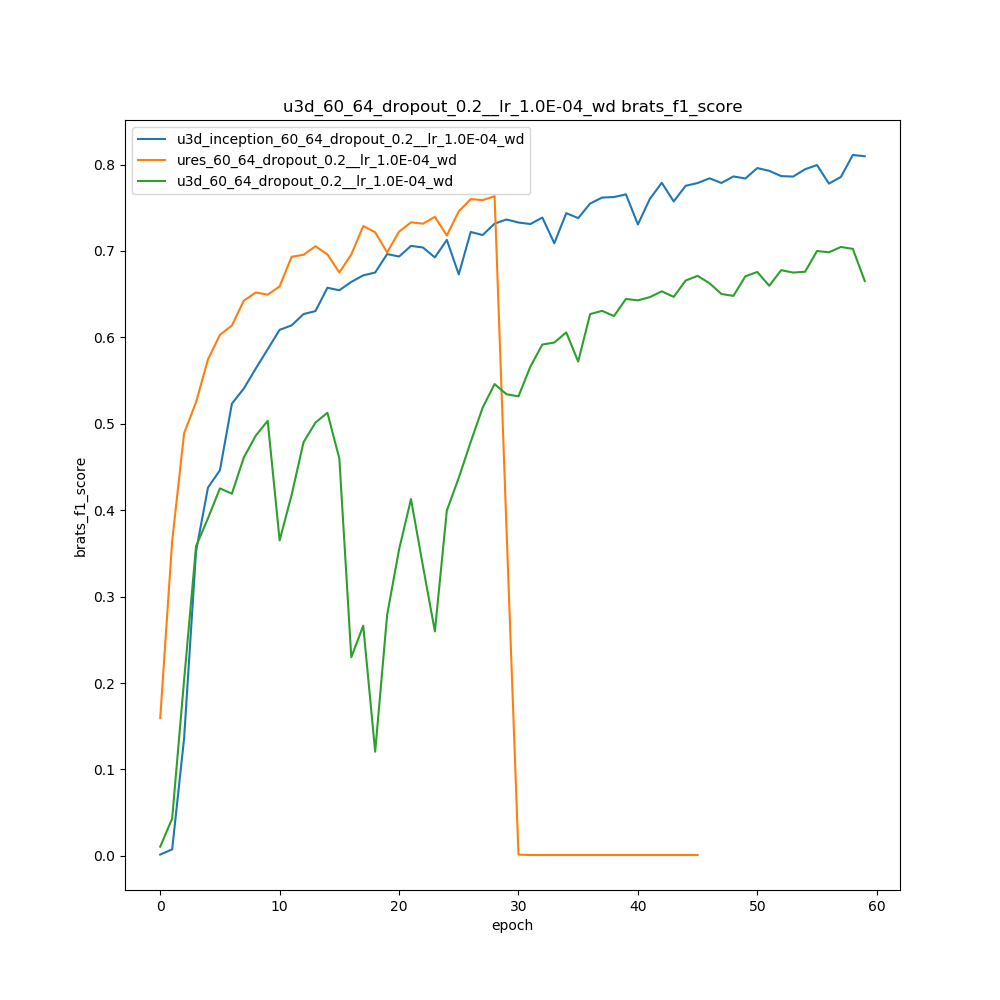 u3d_60_64_dropout_0.2__lr_1.0E-04_wd brats_f1_score
u3d_inception_60_64_dropout_0.2__lr_1.0E-04_wd
ures_60_64_dropout_0.2__lr_1.0E-04_wd
u3d_60_64_dropout_0.2__lr_1.0E-04_wd
brats_f1_score
0.8
0.7
0.6
0.5
0.4
0.3
0.2
0.1
0.0
0 10 20 30 40 50 60
epoch